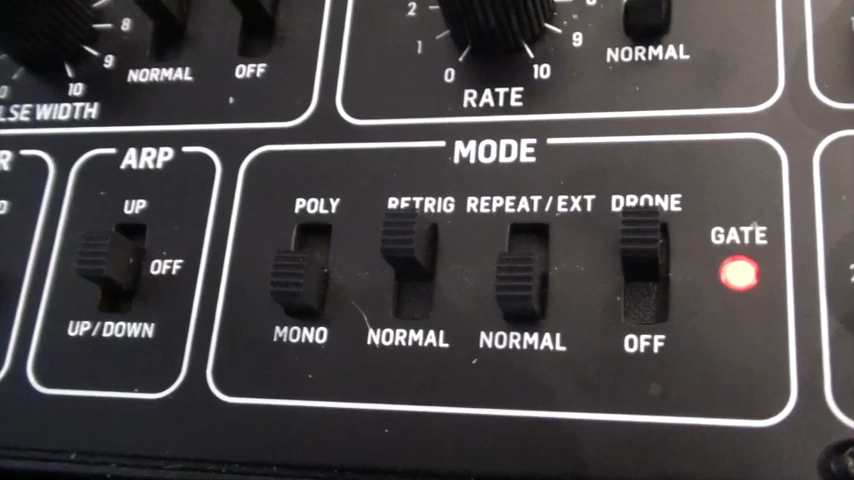 2
8
1
9
9
NORMAL
OFF
NORMAL
10
0
10
RATE
LSE WIDTH
ARP
MODE
UP
POLY
RETRIG
REPEAT/EXT
DRONE
GATE
OFF
UP/DOWN
MONO
NORMAL
NORMAL
OFF